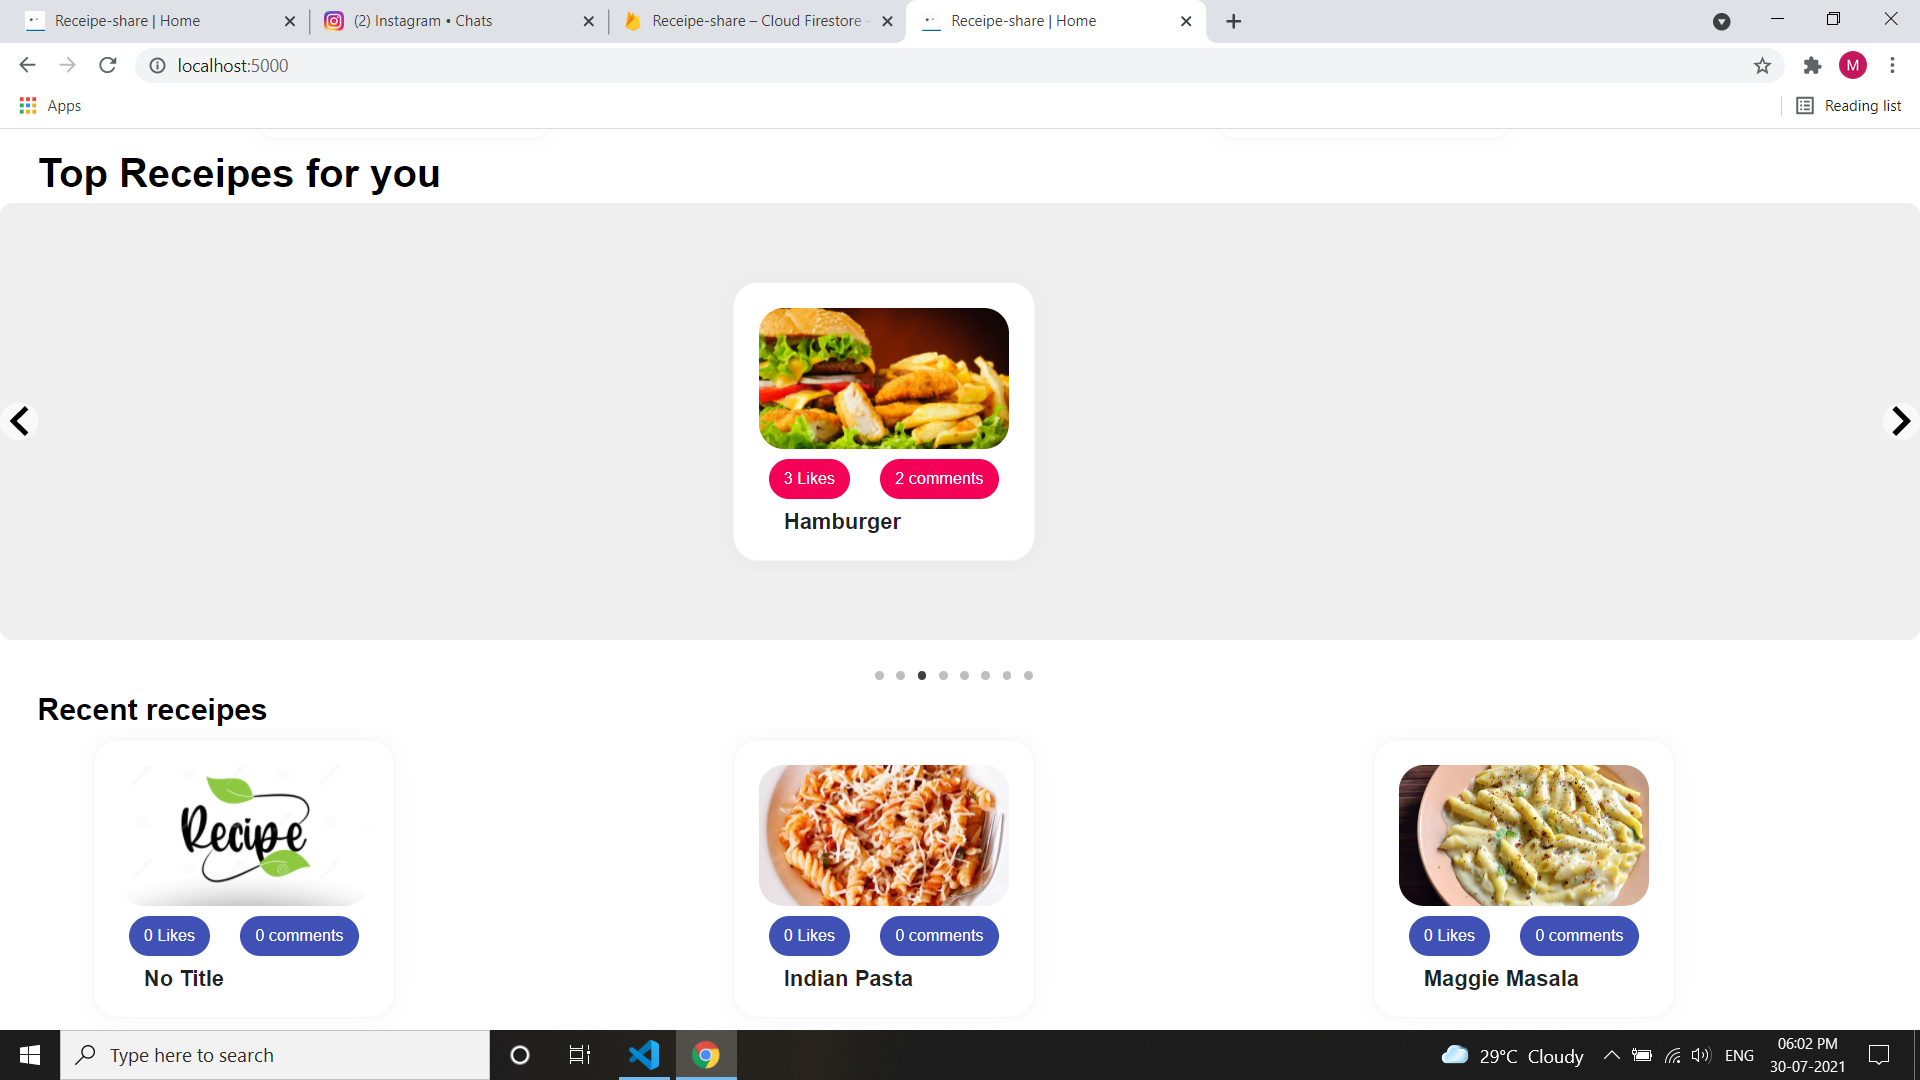 Receipe-share | Home
(2) Instagram • Chats
Receipe-share – Cloud Firestore -
Receipe-share | Home
localhost:5000
M
Apps
Reading list
Top Receipes for you
3 Likes
2 comments
Hamburger
Recent receipes
Recipe
0 Likes
0 comments
No Title
0 Likes
0 comments
Indian Pasta
0 Likes
0 comments
Maggie Masala
Type here to search
29°C Cloudy
ENG
06:02 PM
30-07-2021